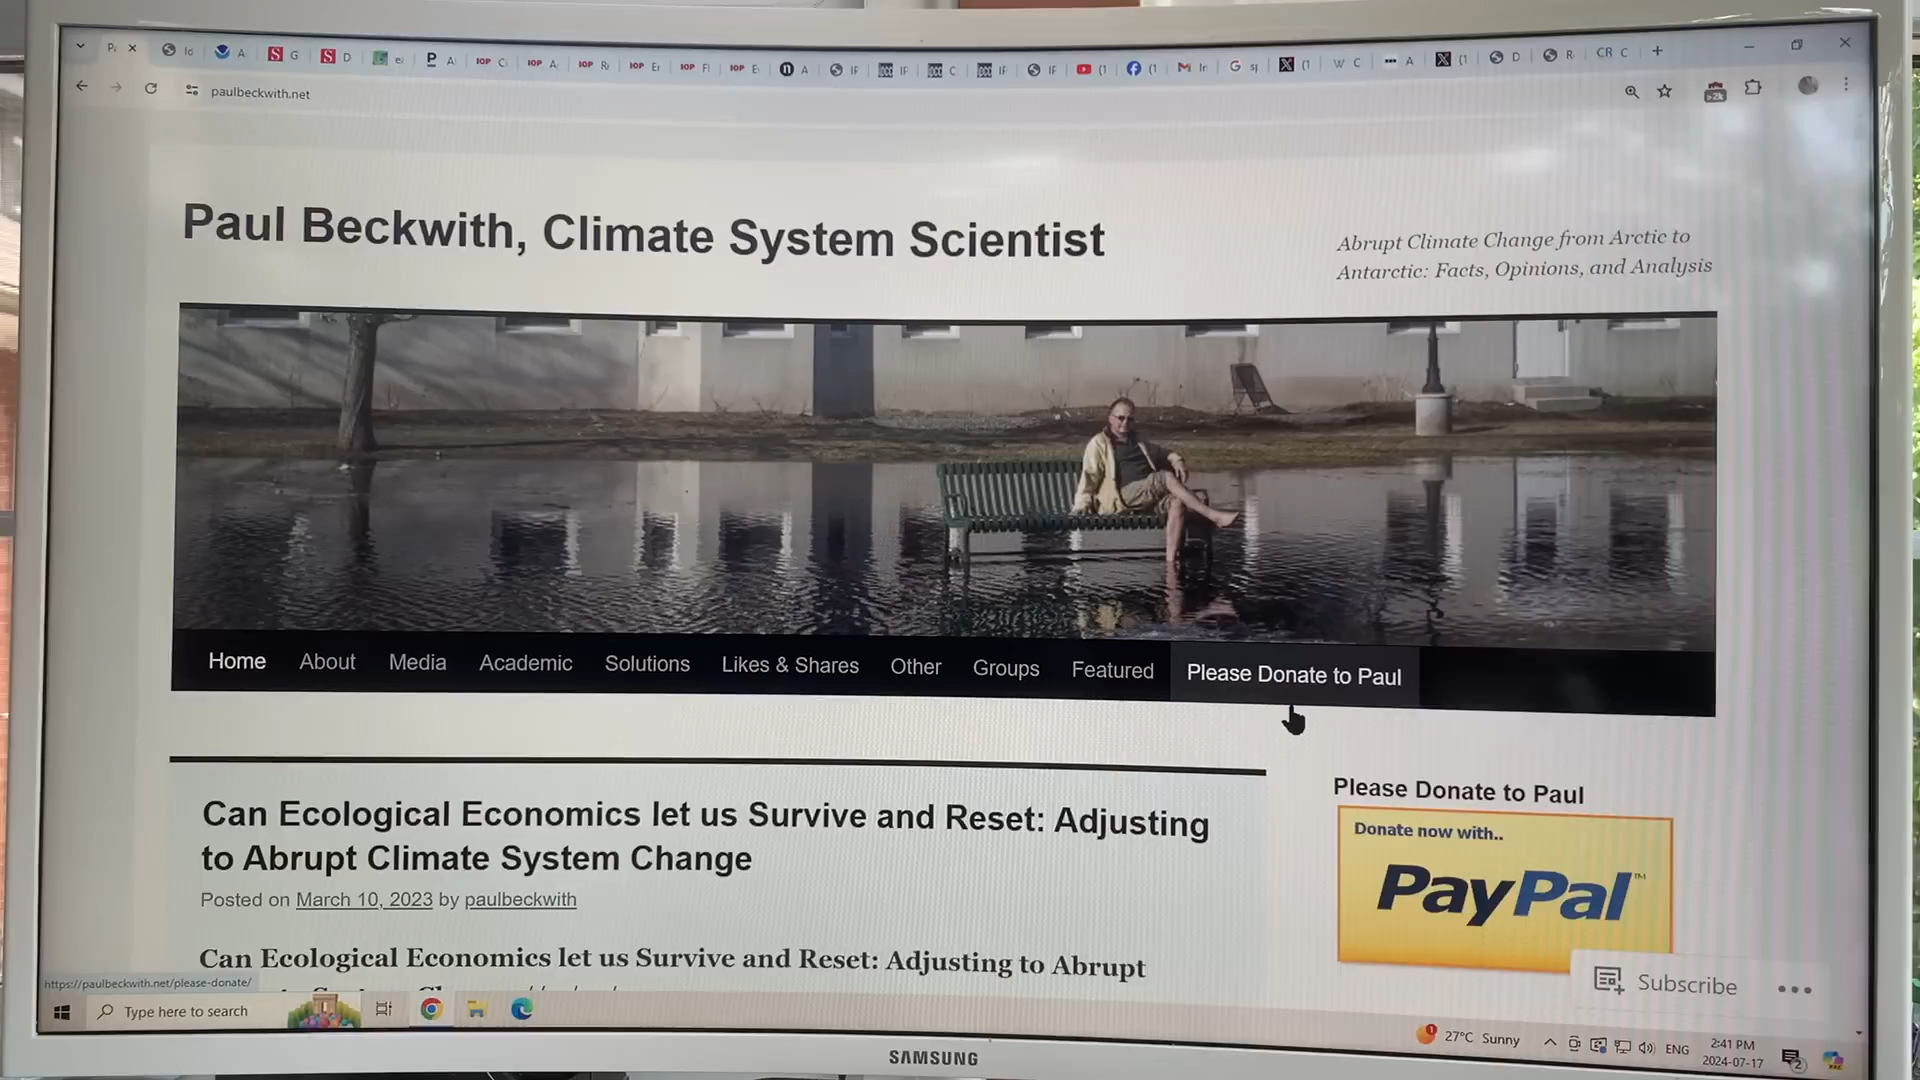 paulbeckwith.net
Paul Beckwith, Climate System Scientist
Abrupt Climate Change from Arctic to
Antarctic: Facts, Opinions, and Analysis
Home About Media Academic Solutions Likes & Shares Other Groups Featured Please Donate to Paul
Can Ecological Economics let us Survive and Reset: Adjusting
to Abrupt Climate System Change
Posted on March 10, 2023 by paulbeckwith
Can Ecological Economics let us Survive and Reset: Adjusting to Abrupt
Please Donate to Paul
Donate now with..
PayPal™
Subscribe
https://paulbeckwith.net/please-donate/
Type here to search
27°C Sunny
ENG
2:41 PM
2024-07-17
SAMSUNG